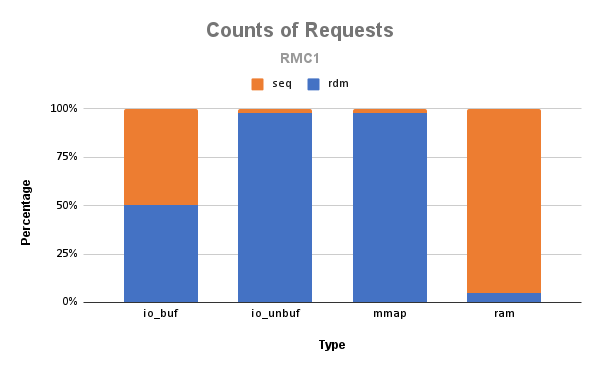 Counts of Requests
RMC1
seq rdm
100%
75%
50%
25%
0%
Percentage
io_buf io_unbuf mmap ram
Type